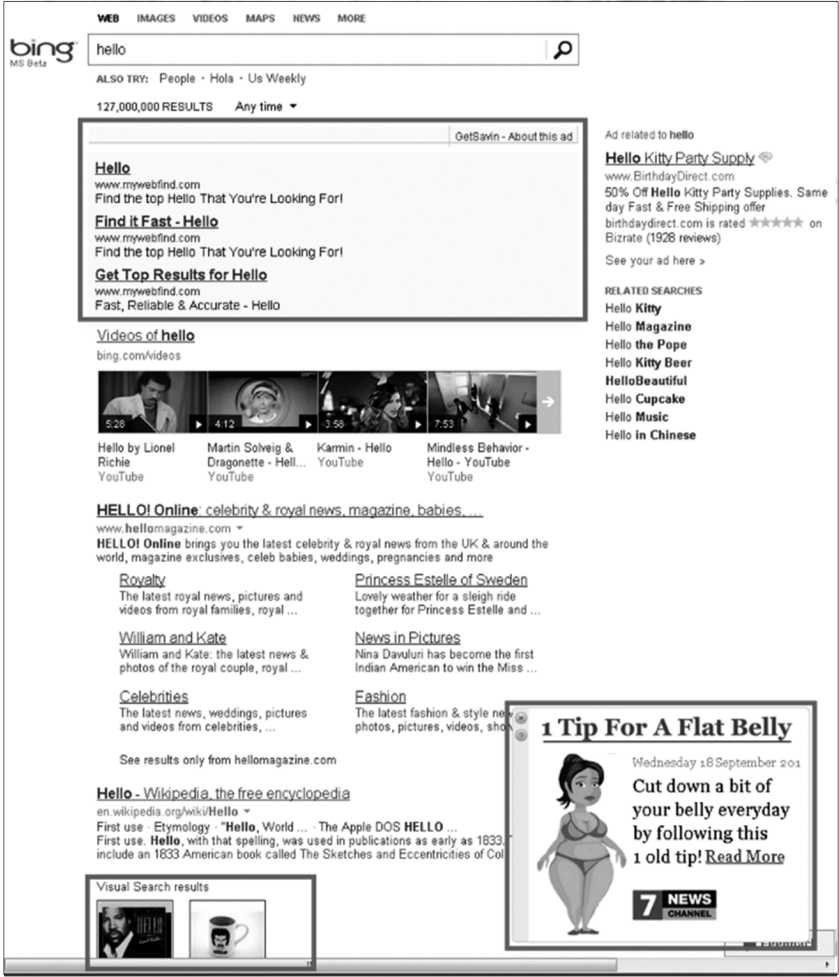 WEB IMAGES VIDEOS MAPS NEWS MORE
bing
MS Beta
hello
ALSO TRY: People · Hola · Us Weekly
127,000,000 RESULTS Any time
GetSavin - About this ad
Hello
www.mywebfind.com
Find the top Hello That You're Looking For!
Find it Fast - Hello
www.mywebfind.com
Find the top Hello That You're Looking For!
Get Top Results for Hello
www.mywebfind.com
Fast, Reliable & Accurate - Hello
Ad related to hello
Hello Kitty Party Supply
www.BirthdayDirect.com
50% Off Hello Kitty Party Supplies. Same
day Fast & Free Shipping offer
birthdaydirect.com is rated ★★★★★ on
Bizrate (1928 reviews)
See your ad here »
RELATED SEARCHES
Hello Kitty
Hello Magazine
Hello the Pope
Hello Kitty Beer
HelloBeautiful
Hello Cupcake
Hello Music
Hello in Chinese
Videos of hello
bing.com/videos
5:28 4:12 3:58 7:53
Hello by Lionel
Richie
YouTube
Martin Solveig &
Dragonette - Hell...
YouTube
Karmin - Hello
YouTube
Mindless Behavior -
Hello - YouTube
YouTube
HELLO! Online: celebrity & royal news, magazine, babies, ...
www.hellomagazine.com
HELLO! Online brings you the latest celebrity & royal news from the UK & around the
world, magazine exclusives, celeb babies, weddings, pregnancies and more
Royalty
The latest royal news, pictures and
videos from royal families, royal ...
Princess Estelle of Sweden
Lovely weather for a sleigh ride
together for Princess Estelle and ...
William and Kate
William and Kate: the latest news &
photos of the royal couple, royal ...
News in Pictures
Nina Davuluri has become the first
Indian American to win the Miss ...
Celebrities
The latest news, weddings, pictures
and videos from celebrities, ...
Fashion
The latest fashion & style
photos, pictures, videos,
See results only from hellomagazine.com
Hello - Wikipedia, the free encyclopedia
en.wikipedia.org/wiki/Hello
First use · Etymology · "Hello, World ... · The Apple DOS HELLO ...
First use. Hello, with that spelling, was used in publications as early as 1833.
include an 1833 American book called The Sketches and Eccentricities of Col
Visual Search results
HELLO
1 Tip For A Flat Belly
Wednesday 18 September 201
Cut down a bit of
your belly everyday
by following this
1 old tip! Read More
7 NEWS
CHANNEL